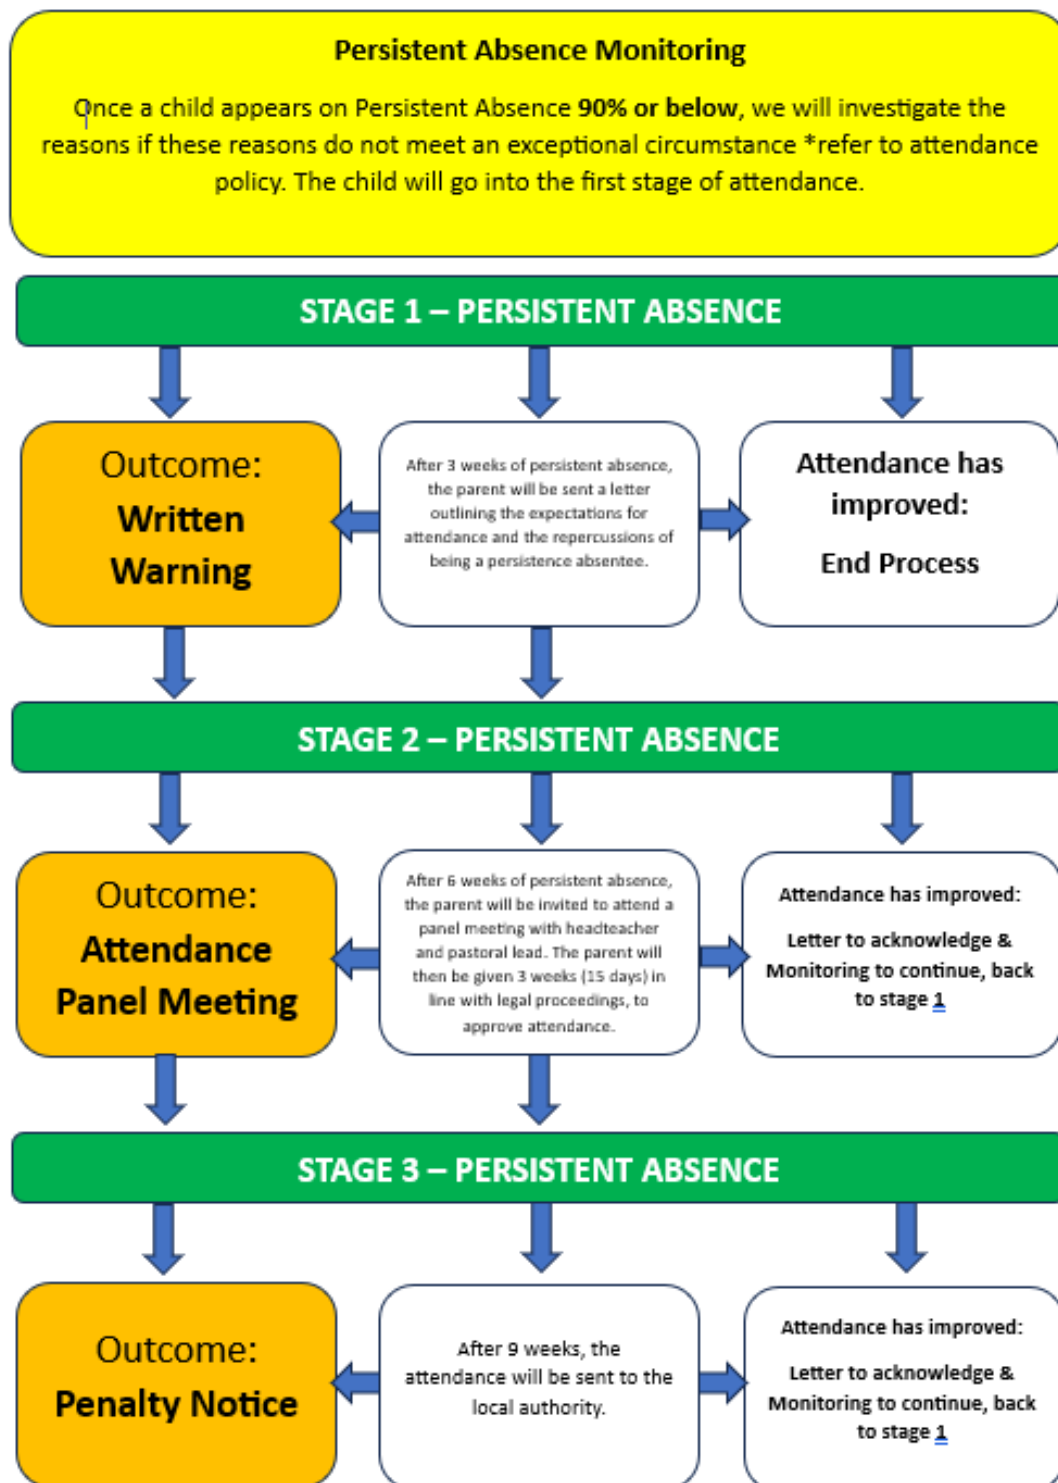 Persistent Absence Monitoring
Once a child appears on Persistent Absence 90% or below, we will investigate the
reasons if these reasons do not meet an exceptional circumstance *refer to attendance
policy. The child will go into the first stage of attendance.
STAGE 1 – PERSISTENT ABSENCE
Outcome:
Written
Warning
After 3 weeks of persistent absence,
the parent will be sent a letter
outlining the expectations for
attendance and the repercussions of
being a persistence absentee.
Attendance has
improved:
End Process
STAGE 2 – PERSISTENT ABSENCE
Outcome:
Attendance
Panel Meeting
After 6 weeks of persistent absence,
the parent will be invited to attend a
panel meeting with headteacher
and pastoral lead. The parent will
then be given 3 weeks (15 days) in
line with legal proceedings, to
approve attendance.
Attendance has improved:
Letter to acknowledge &
Monitoring to continue, back
to stage 1
STAGE 3 – PERSISTENT ABSENCE
Outcome:
Penalty Notice
After 9 weeks, the
attendance will be sent to the
local authority.
Attendance has improved:
Letter to acknowledge &
Monitoring to continue, back
to stage 1